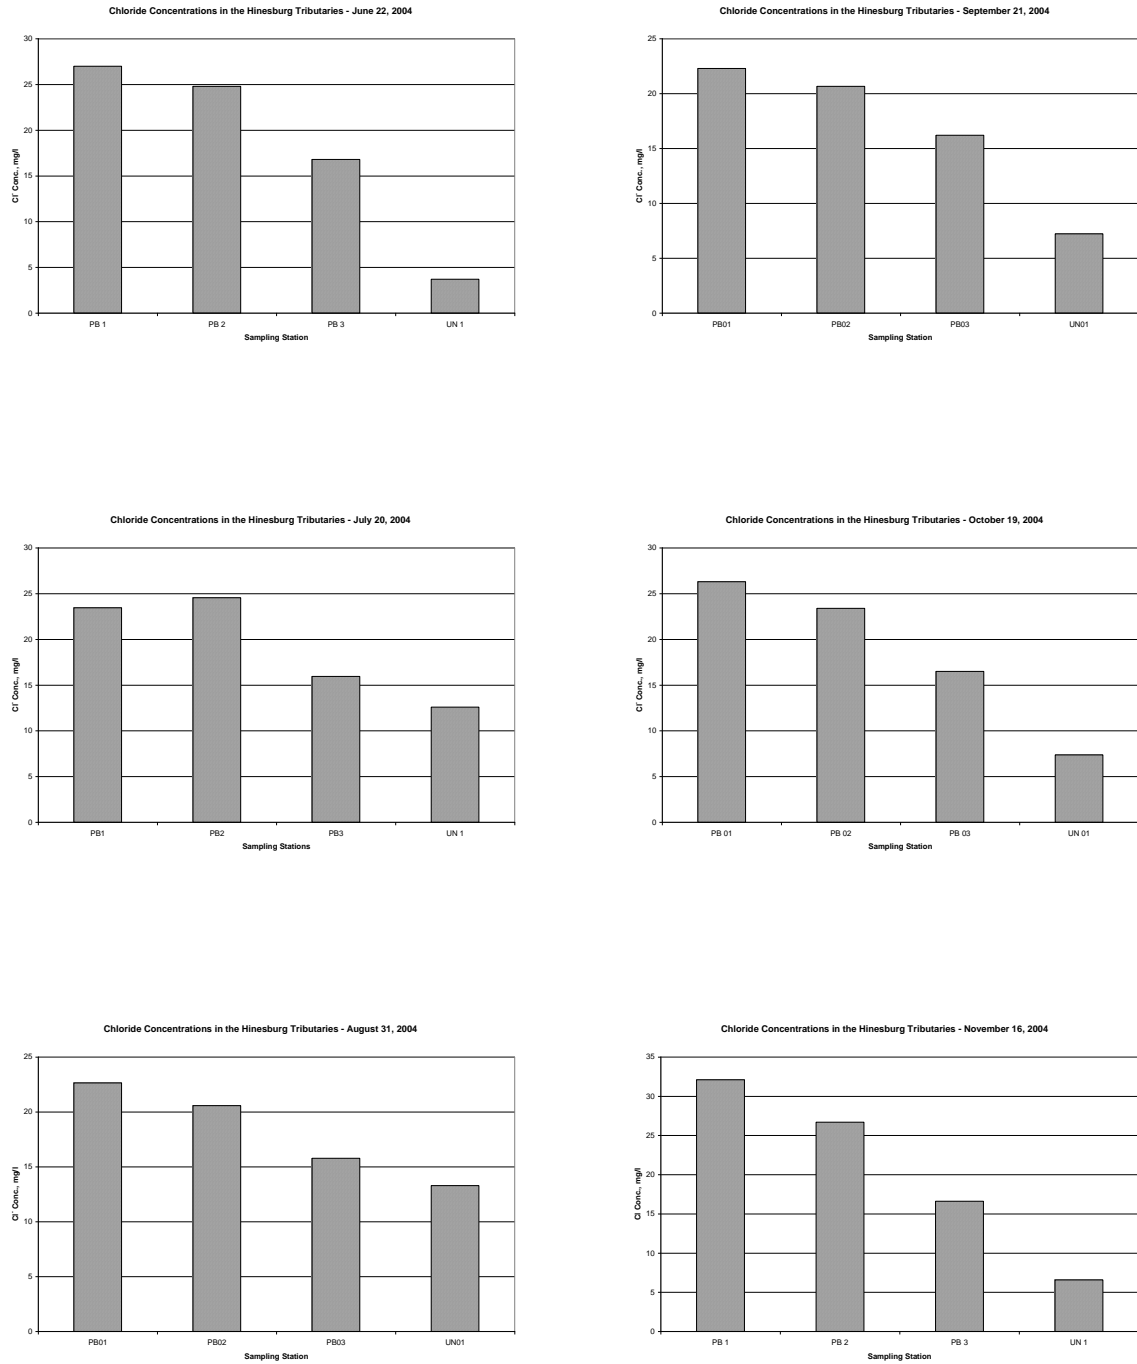 Chloride Concentrations in the Hinesburg Tributaries - June 22, 2004
30
25
20
15
10
5
0
Cl⁻ Conc., mg/l
PB 1 PB 2 PB 3 UN 1
Sampling Station
Chloride Concentrations in the Hinesburg Tributaries - September 21, 2004
25
20
15
10
5
0
Cl⁻ Conc., mg/l
PB01 PB02 PB03 UN01
Sampling Station
Chloride Concentrations in the Hinesburg Tributaries - July 20, 2004
30
25
20
15
10
5
0
Cl⁻ Conc., mg/l
PB1 PB2 PB3 UN 1
Sampling Stations
Chloride Concentrations in the Hinesburg Tributaries - October 19, 2004
30
25
20
15
10
5
0
Cl⁻ Conc., mg/l
PB 01 PB 02 PB 03 UN 01
Sampling Station
Chloride Concentrations in the Hinesburg Tributaries - August 31, 2004
25
20
15
10
5
0
Cl⁻ Conc., mg/l
PB01 PB02 PB03 UN01
Sampling Station
Chloride Concentrations in the Hinesburg Tributaries - November 16, 2004
35
30
25
20
15
10
5
0
Cl⁻ Conc., mg/l
PB 1 PB 2 PB 3 UN 1
Sampling Station